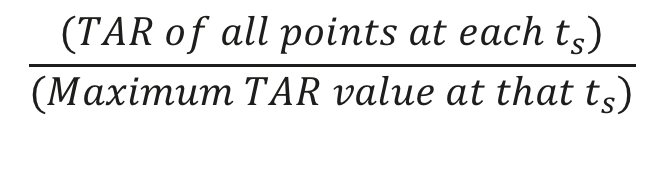 (TAR of all points at each tₛ)
(Maximum TAR value at that tₛ)